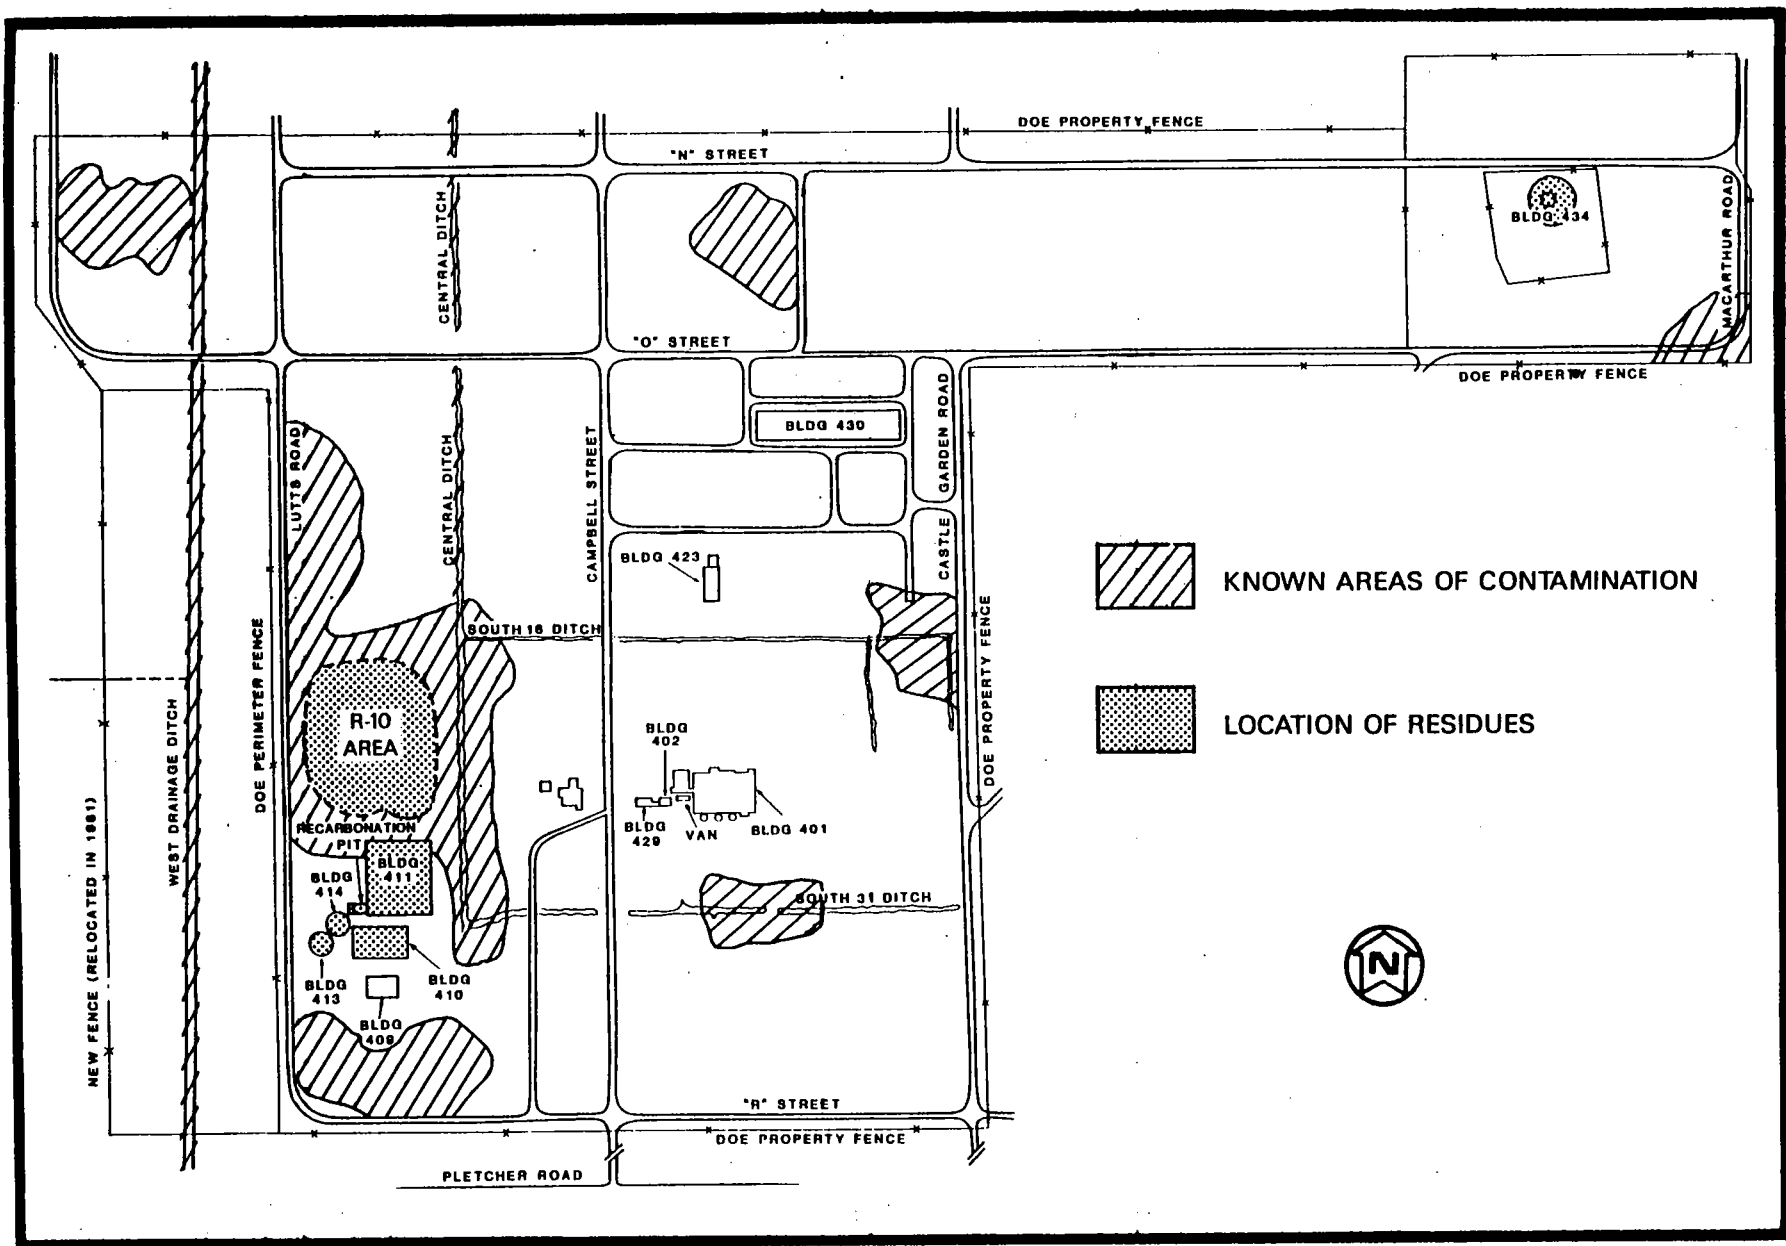 DOE PROPERTY FENCE
"N" STREET
CENTRAL DITCH
MACARTHUR ROAD
BLDG 434
"O" STREET
DOE PROPERTY FENCE
BLDG 430
LUTTS ROAD
CENTRAL DITCH
CAMPBELL STREET
CASTLE GARDEN ROAD
BLDG 423
KNOWN AREAS OF CONTAMINATION
SOUTH 16 DITCH
DOE PERIMETER FENCE
DOE PROPERTY FENCE
R-10
AREA
LOCATION OF RESIDUES
WEST DRAINAGE DITCH
NEW FENCE (RELOCATED IN 1981)
BLDG
402
RECARBONATION
PIT
BLDG
429
VAN
BLDG 401
BLDG
411
BLDG
414
SOUTH 31 DITCH
BLDG
413
BLDG
410
BLDG
409
N
"R" STREET
DOE PROPERTY FENCE
PLETCHER ROAD